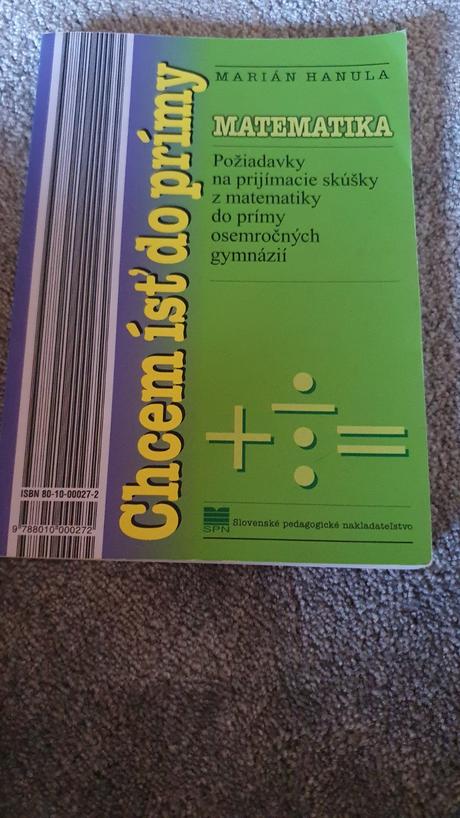 MARIÁN HANULA
MATEMATIKA
Požiadavky
na prijímacie skúšky
z matematiky
do prímy
osemročných
gymnázií
Chcem ísť do prímy
+ ÷ =
SPN
Slovenské pedagogické nakladateľstvo
ISBN 80-10-00027-2
9 788010 000272